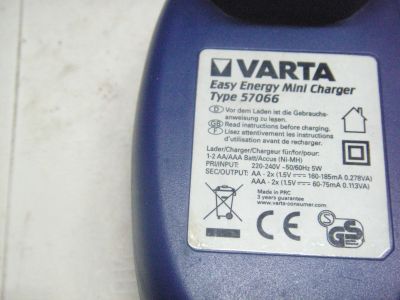 VARTA
Easy Energy Mini Charger
Type 57066
D Vor dem Laden ist die Gebrauchs-
anweisung zu lesen.
GB Read instructions before charging.
F Lisez attentivement les instructions
d'utilisation avant de recharger.
Lader/Charger/Chargeur für/for/pour:
1-2 AA/AAA Batt/Accus (Ni-MH)
PRI/INPUT: 220-240V ~50/60Hz 5W
SEC/OUTPUT: AA - 2x (1.5V 160-185mA 0.278VA)
AAA - 2x (1.5V 60-75mA 0.113VA)
Made in PRC
3 years guarantee
www.varta-consumer.com
CE
GS